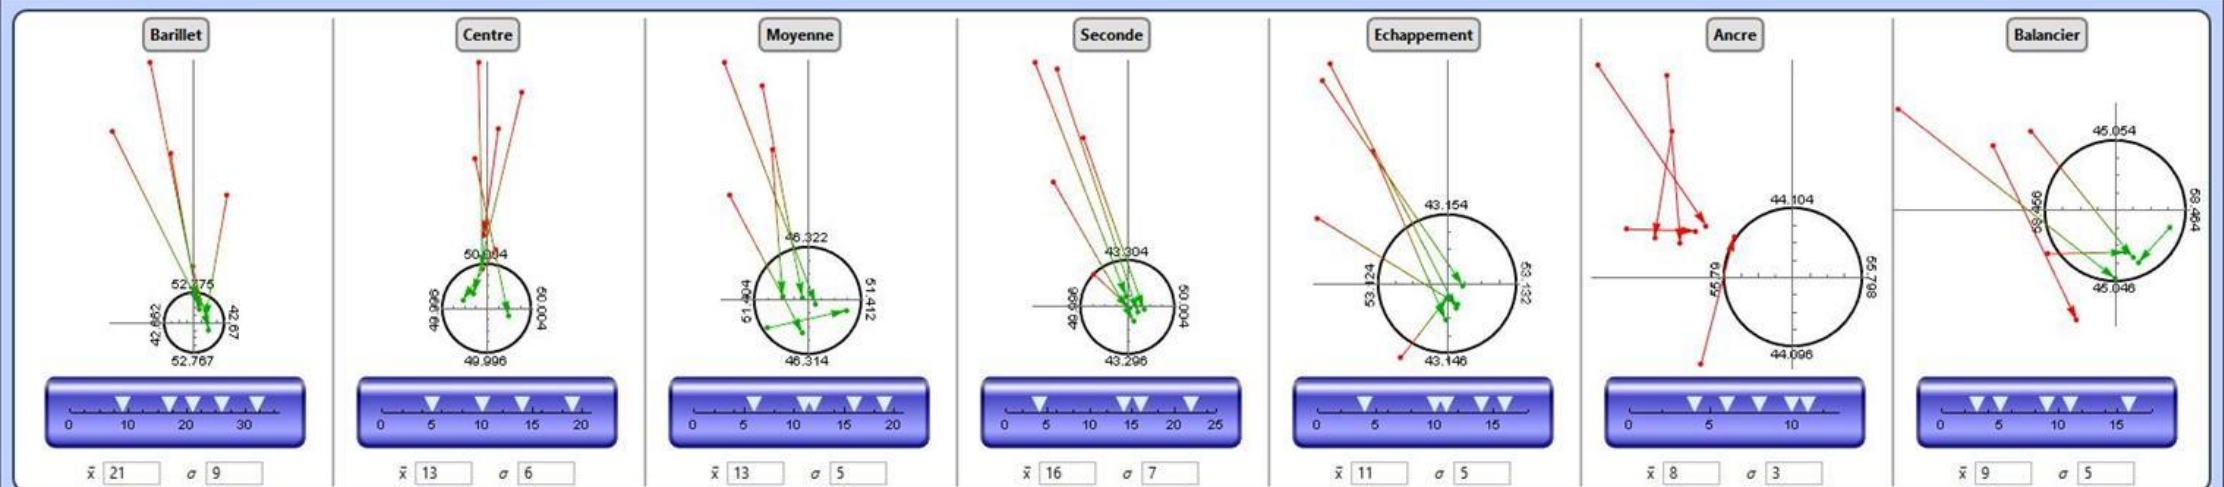 Barillet Centre Moyenne Seconde Echappement Ancre Balancier
52.775
42.662 42.67
52.767
50.004
49.996 50.004
49.996
46.322
51.404 51.412
46.314
43.304
49.996 50.004
43.296
43.154
53.124 53.132
43.146
44.104
55.79 55.798
44.096
45.054
58.456 58.464
45.046
0 10 20 30
0 5 10 15 20
0 5 10 15 20
0 5 10 15 20 25
0 5 10 15
0 5 10
0 5 10 15
x̄ 21 σ 9
x̄ 13 σ 6
x̄ 13 σ 5
x̄ 16 σ 7
x̄ 11 σ 5
x̄ 8 σ 3
x̄ 9 σ 5